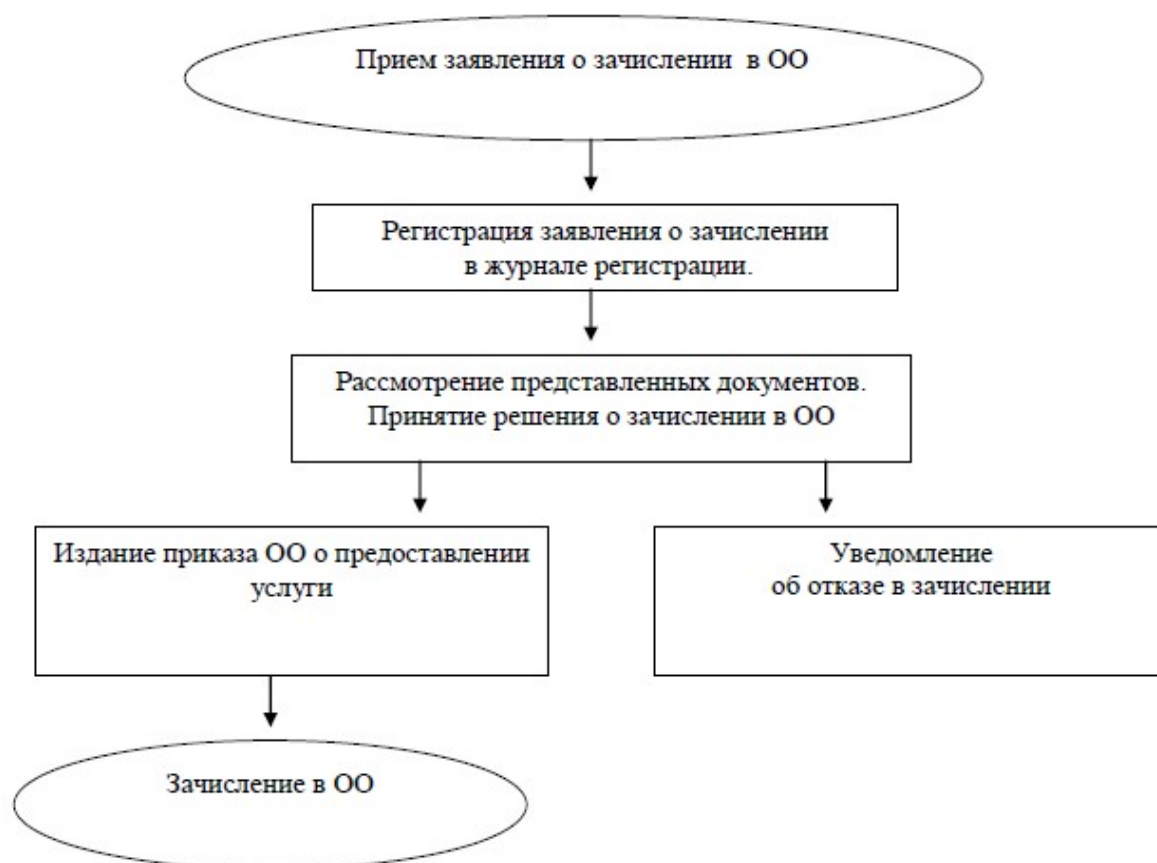 Прием заявления о зачислении в ОО
Регистрация заявления о зачислении
в журнале регистрации.
Рассмотрение представленных документов.
Принятие решения о зачислении в ОО
Издание приказа ОО о предоставлении
услуги
Уведомление
об отказе в зачислении
Зачисление в ОО